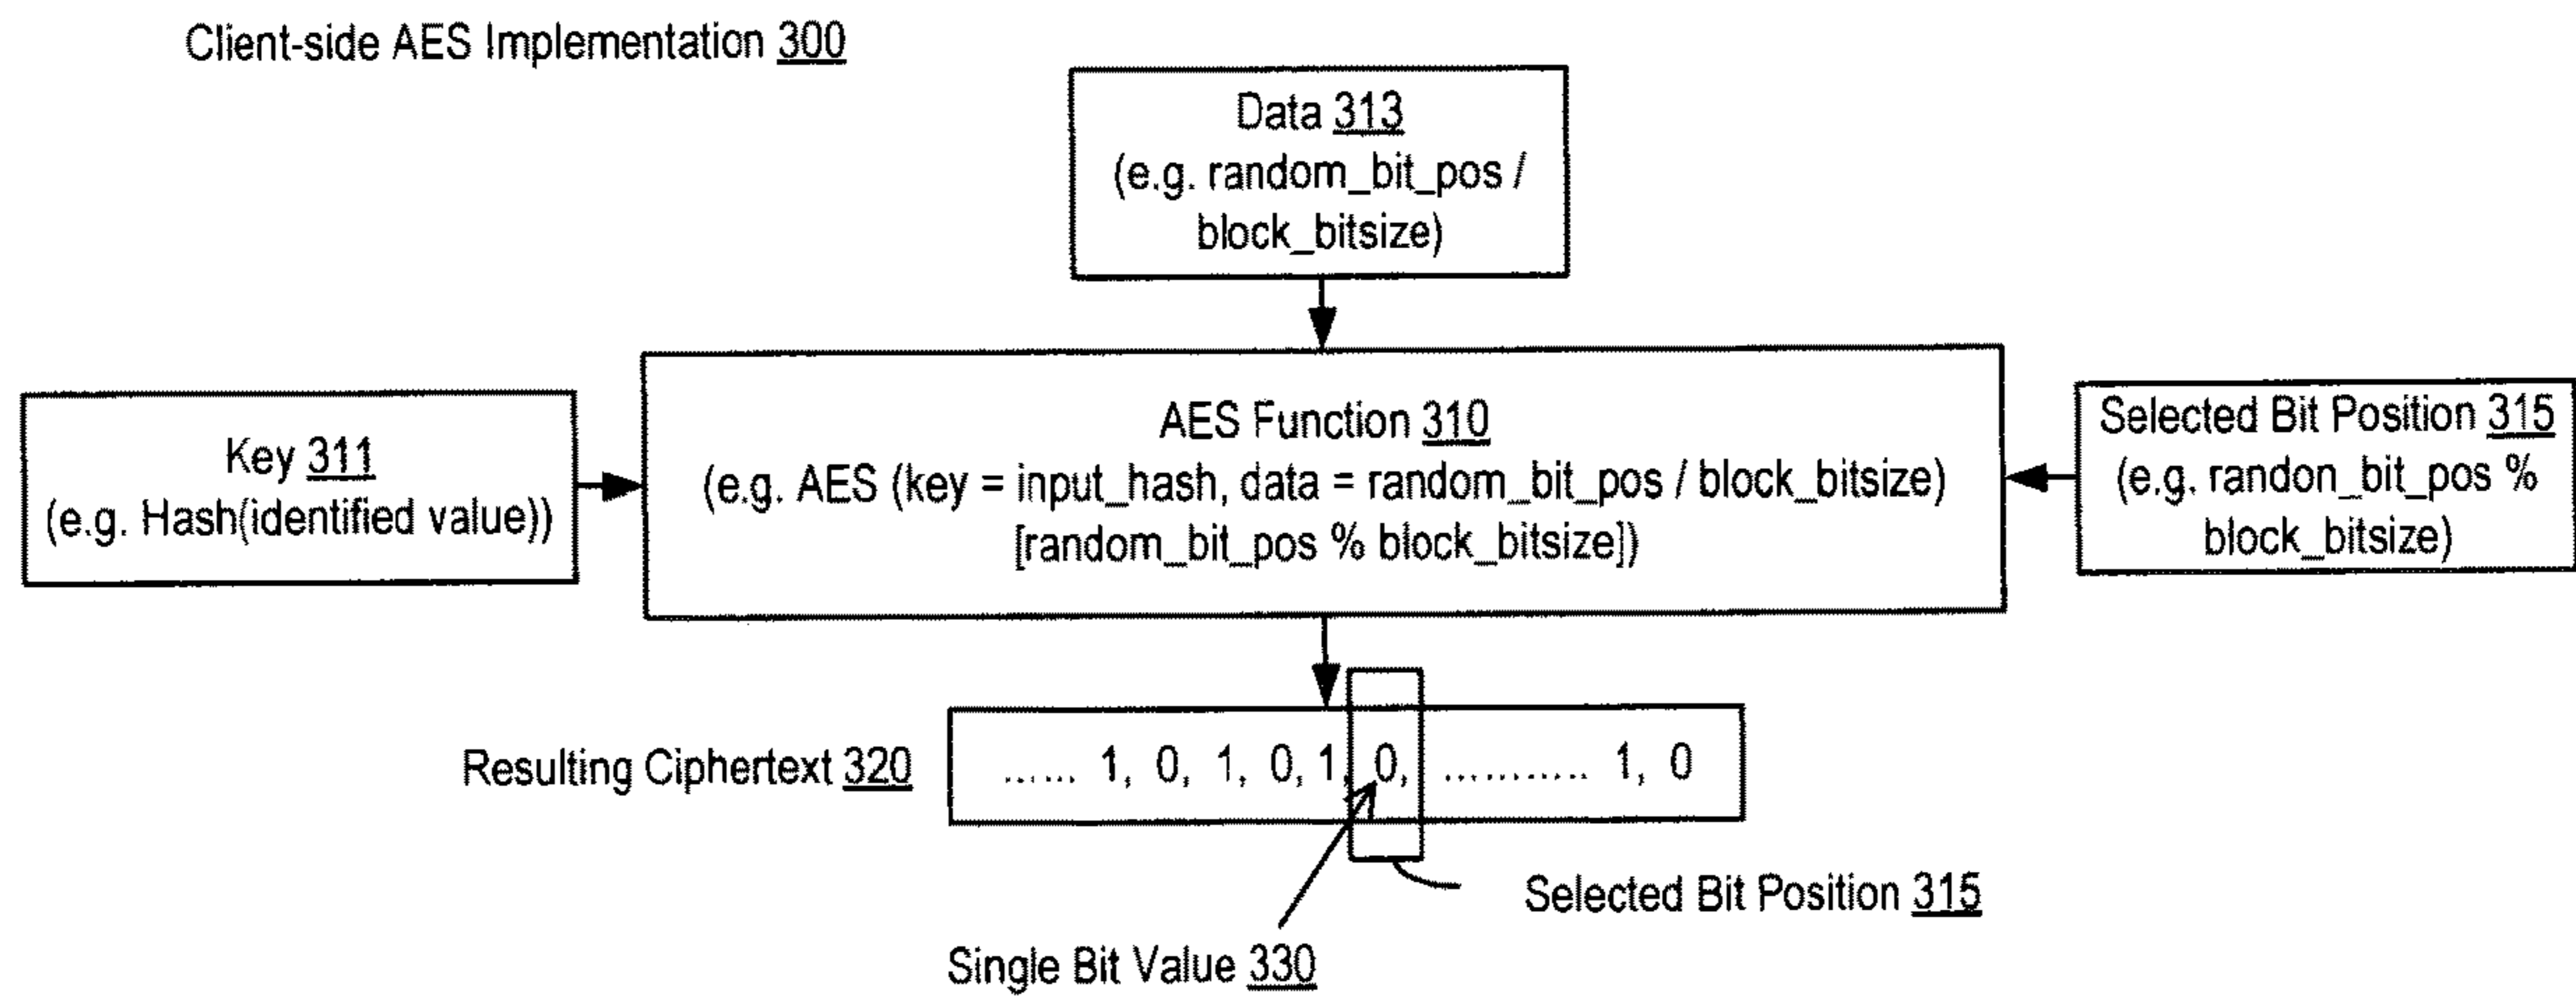 Client-side AES Implementation 300
Data 313
(e.g. random_bit_pos /
block_bitsize)
Key 311
(e.g. Hash(identified value))
AES Function 310
(e.g. AES (key = input_hash, data = random_bit_pos / block_bitsize)
[random_bit_pos % block_bitsize])
Selected Bit Position 315
(e.g. randon_bit_pos %
block_bitsize)
Resulting Ciphertext 320
...... 1, 0, 1, 0, 1, 0, ............ 1, 0
Selected Bit Position 315
Single Bit Value 330